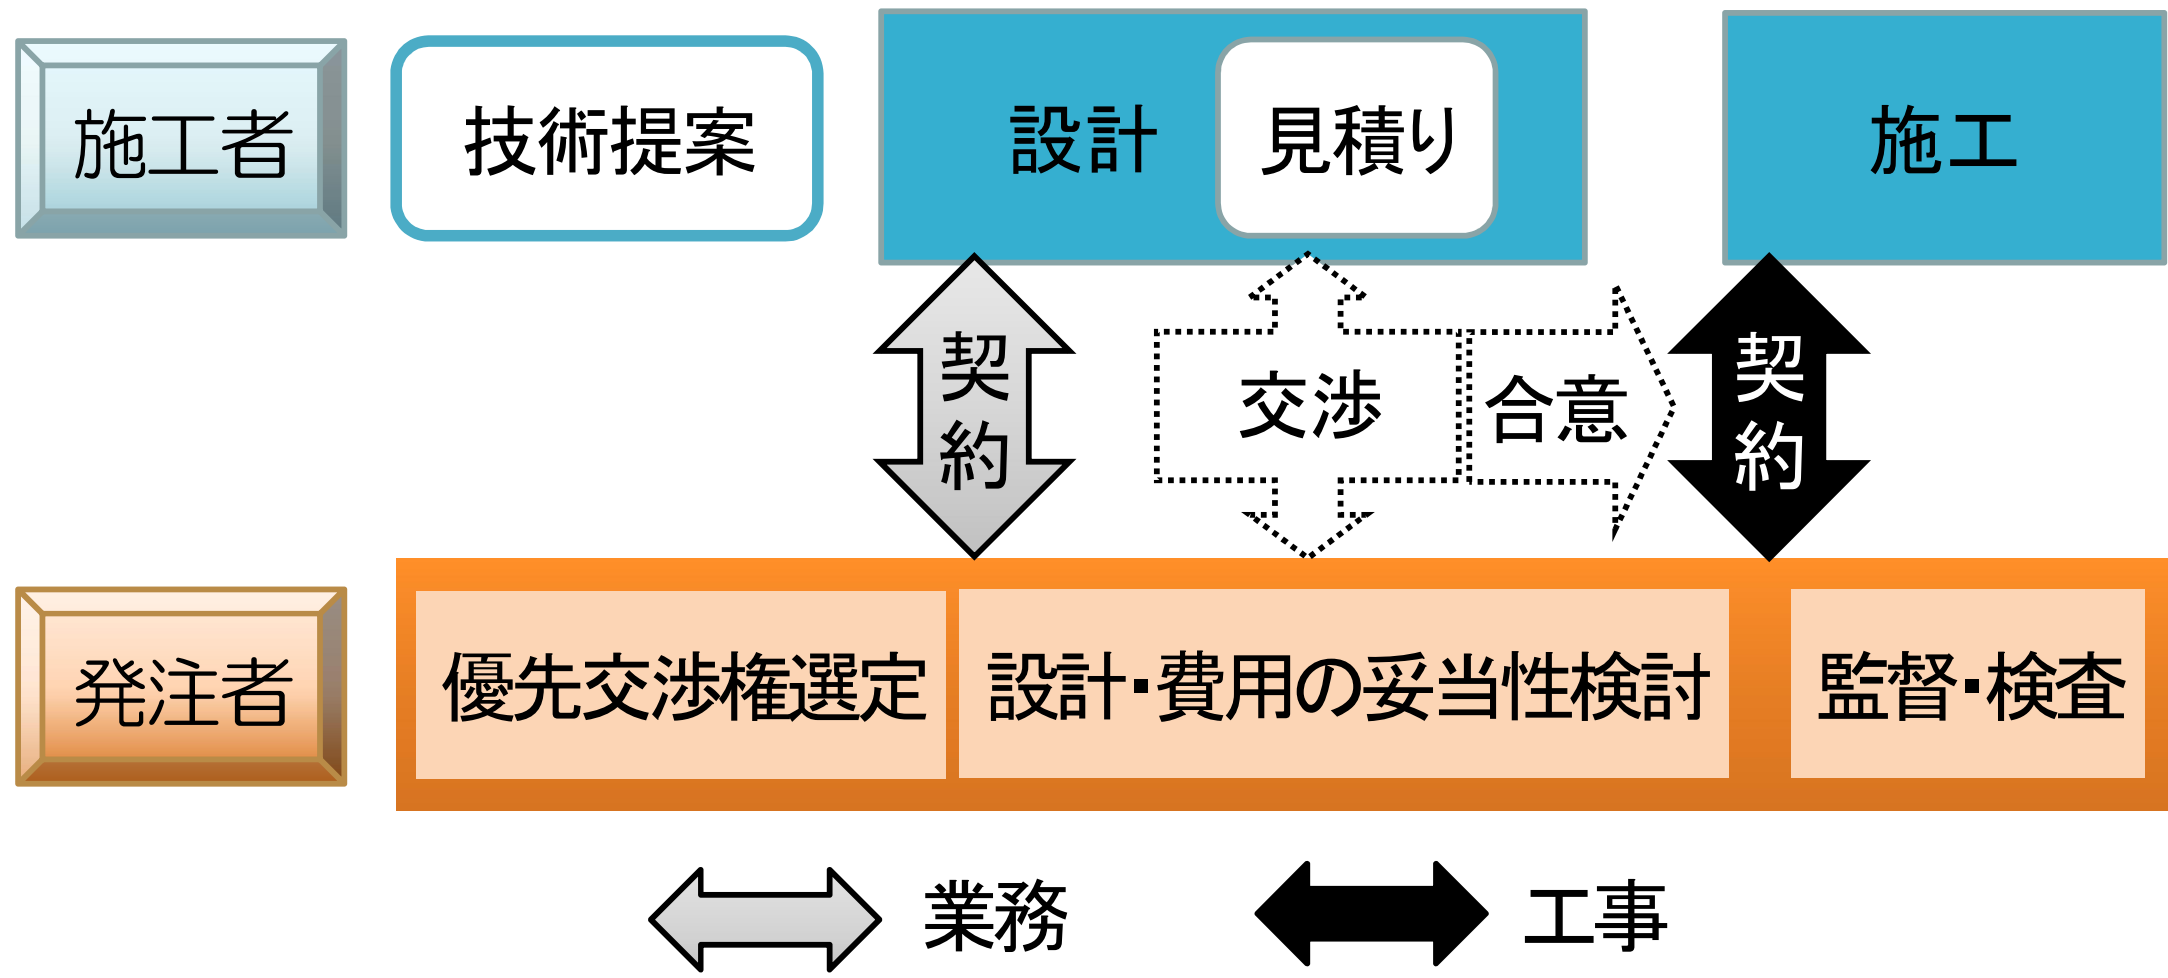 施工者
技術提案
設計
見積り
施工
契約
交渉
合意
契約
発注者
優先交渉権選定
設計・費用の妥当性検討
監督・検査
業務
工事